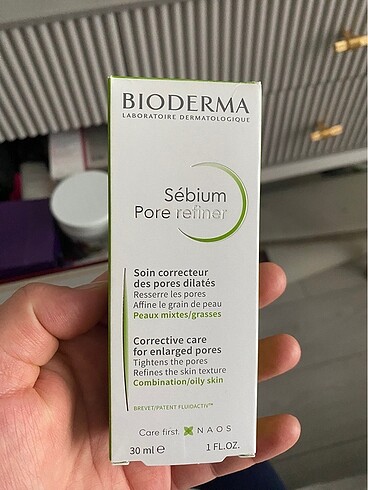 BIODERMA
LABORATOIRE DERMATOLOGIQUE
Sébium
Pore refiner
Soin correcteur
des pores dilatés
Resserre les pores
Affine le grain de peau
Peaux mixtes/grasses
Corrective care
for enlarged pores
Tightens the pores
Refines the skin texture
Combination/oily skin
BREVET/PATENT FLUIDACTIV™
Care first. NAOS
30 ml ℮ 1 FL.OZ.